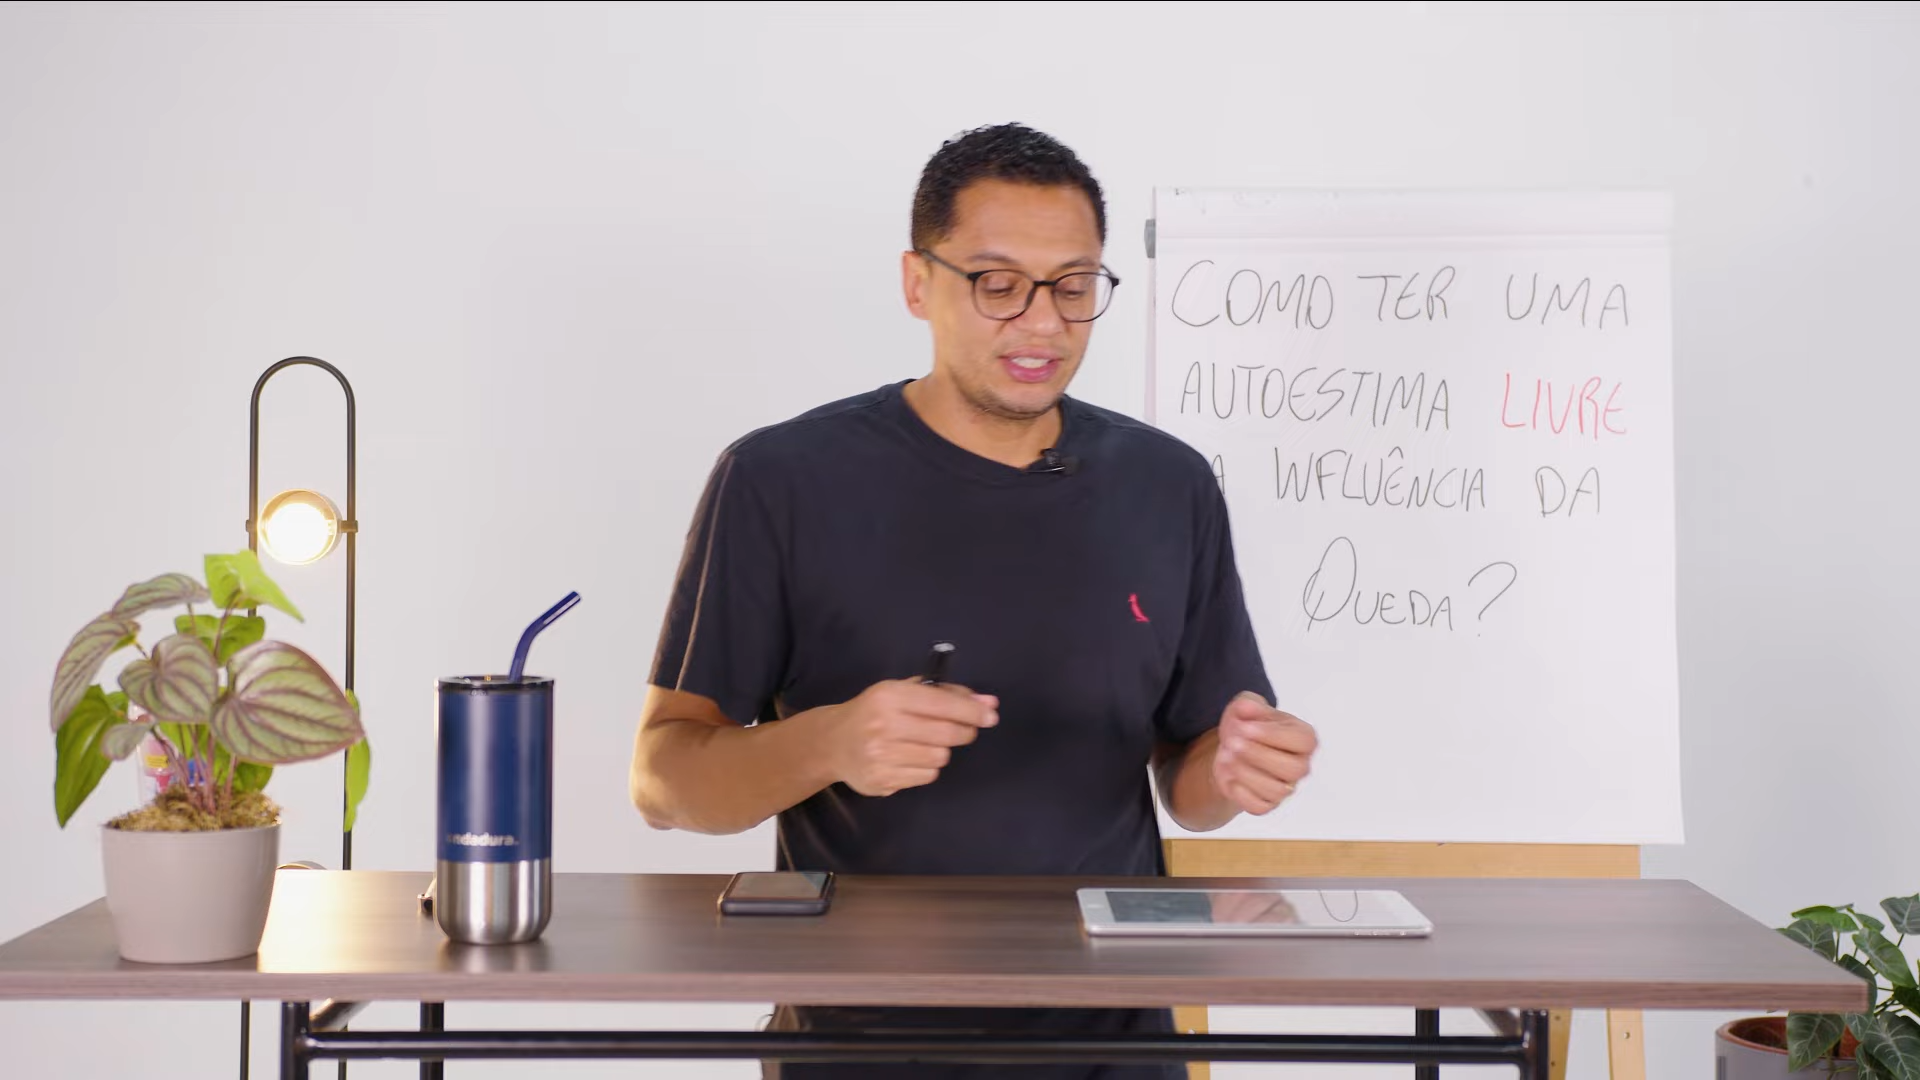 COMO TER UMA
AUTOESTIMA LIVRE
A INFLUÊNCIA DA
QUEDA?